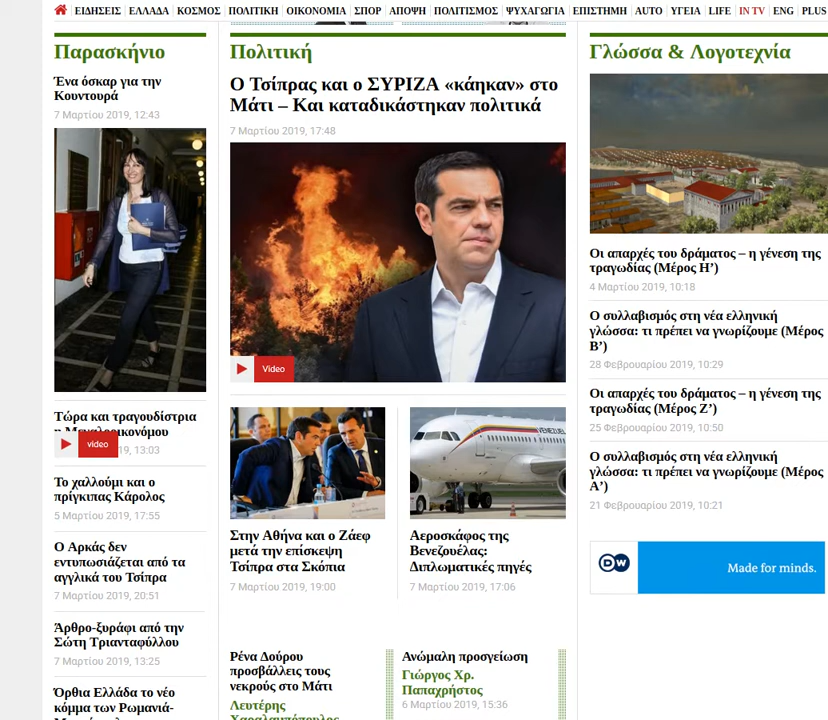 ΕΙΔΗΣΕΙΣ ΕΛΛΑΔΑ ΚΟΣΜΟΣ ΠΟΛΙΤΙΚΗ ΟΙΚΟΝΟΜΙΑ ΣΠΟΡ ΑΠΟΨΗ ΠΟΛΙΤΙΣΜΟΣ ΨΥΧΑΓΩΓΙΑ ΕΠΙΣΤΗΜΗ AUTO ΥΓΕΙΑ LIFE IN TV ENG PLUS
Παρασκήνιο
Ένα όσκαρ για την
Κουντουρά
7 Μαρτίου 2019, 12:43
Τώρα και τραγουδίστρια
video
19, 13:03
Το χαλλούμι και ο
πρίγκιπας Κάρολος
5 Μαρτίου 2019, 17:55
Ο Αρκάς δεν
εντυπωσιάζεται από τα
αγγλικά του Τσίπρα
7 Μαρτίου 2019, 20:51
Άρθρο-ξυράφι από την
Σώτη Τριανταφύλλου
7 Μαρτίου 2019, 13:25
Όρθια Ελλάδα το νέο
κόμμα των Ρωμανιά-
Πολιτική
Ο Τσίπρας και ο ΣΥΡΙΖΑ «κάηκαν» στο
Μάτι – Και καταδικάστηκαν πολιτικά
7 Μαρτίου 2019, 17:48
Video
Στην Αθήνα και ο Ζάεφ
μετά την επίσκεψη
Τσίπρα στα Σκόπια
7 Μαρτίου 2019, 19:00
VENEZUELA
Αεροσκάφος της
Βενεζουέλας:
Διπλωματικές πηγές
7 Μαρτίου 2019, 17:06
Ρένα Δούρου
προσβάλλεις τους
νεκρούς στο Μάτι
Λευτέρης
Χαραλαμπόπουλος
Ανώμαλη προσγείωση
Γιώργος Χρ.
Παπαχρήστος
6 Μαρτίου 2019, 15:36
Γλώσσα & Λογοτεχνία
Οι απαρχές του δράματος – η γένεση της
τραγωδίας (Μέρος Η’)
4 Μαρτίου 2019, 10:18
Ο συλλαβισμός στη νέα ελληνική
γλώσσα: τι πρέπει να γνωρίζουμε (Μέρος
Β’)
28 Φεβρουαρίου 2019, 10:29
Οι απαρχές του δράματος – η γένεση της
τραγωδίας (Μέρος Ζ’)
25 Φεβρουαρίου 2019, 10:50
Ο συλλαβισμός στη νέα ελληνική
γλώσσα: τι πρέπει να γνωρίζουμε (Μέρος
Α’)
21 Φεβρουαρίου 2019, 10:21
DW Made for minds.